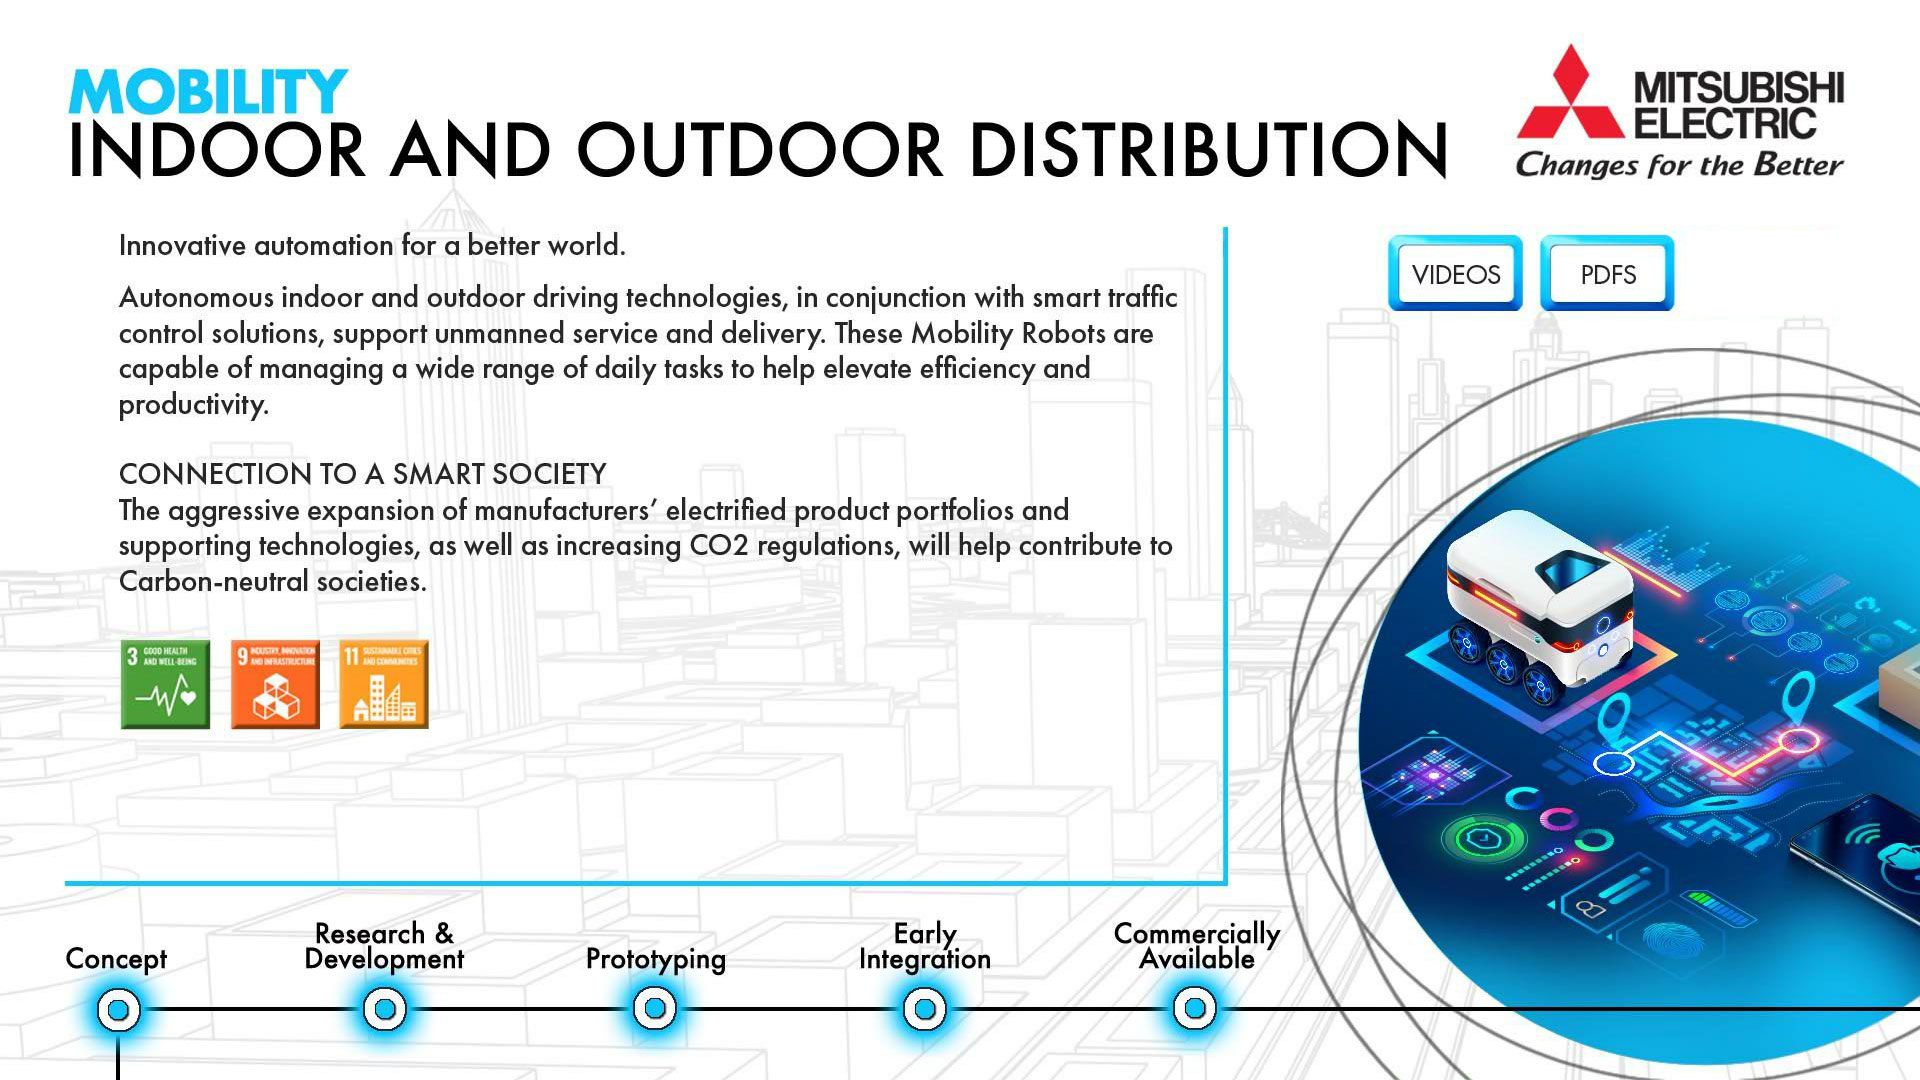 MOBILITY
INDOOR AND OUTDOOR DISTRIBUTION
MITSUBISHI
ELECTRIC
Changes for the Better
Innovative automation for a better world.
Autonomous indoor and outdoor driving technologies, in conjunction with smart traffic
control solutions, support unmanned service and delivery. These Mobility Robots are
capable of managing a wide range of daily tasks to help elevate efficiency and
productivity.
CONNECTION TO A SMART SOCIETY
The aggressive expansion of manufacturers’ electrified product portfolios and
supporting technologies, as well as increasing CO2 regulations, will help contribute to
Carbon-neutral societies.
VIDEOS
PDFS
3 GOOD HEALTH
AND WELL-BEING
9 INDUSTRY, INNOVATION
AND INFRASTRUCTURE
11 SUSTAINABLE CITIES
AND COMMUNITIES
Concept
Research &
Development
Prototyping
Early
Integration
Commercially
Available